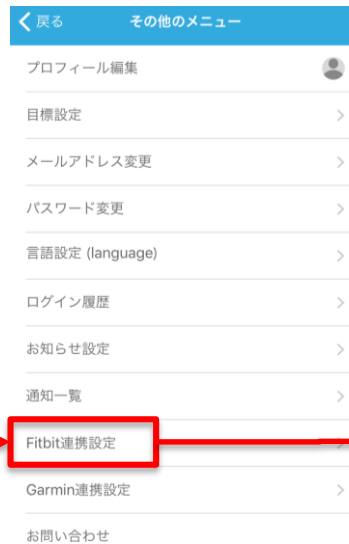 戻る
その他のメニュー
プロフィール編集
目標設定
メールアドレス変更
パスワード変更
言語設定 (language)
ログイン履歴
お知らせ設定
通知一覧
Fitbit連携設定
Garmin連携設定
お問い合わせ